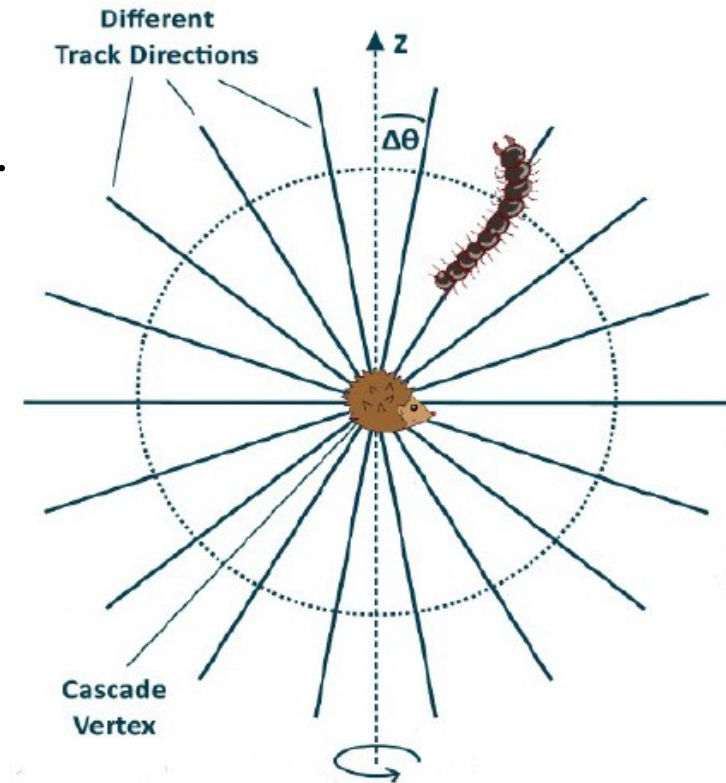 Different
Track Directions
z
Δθ
Cascade
Vertex